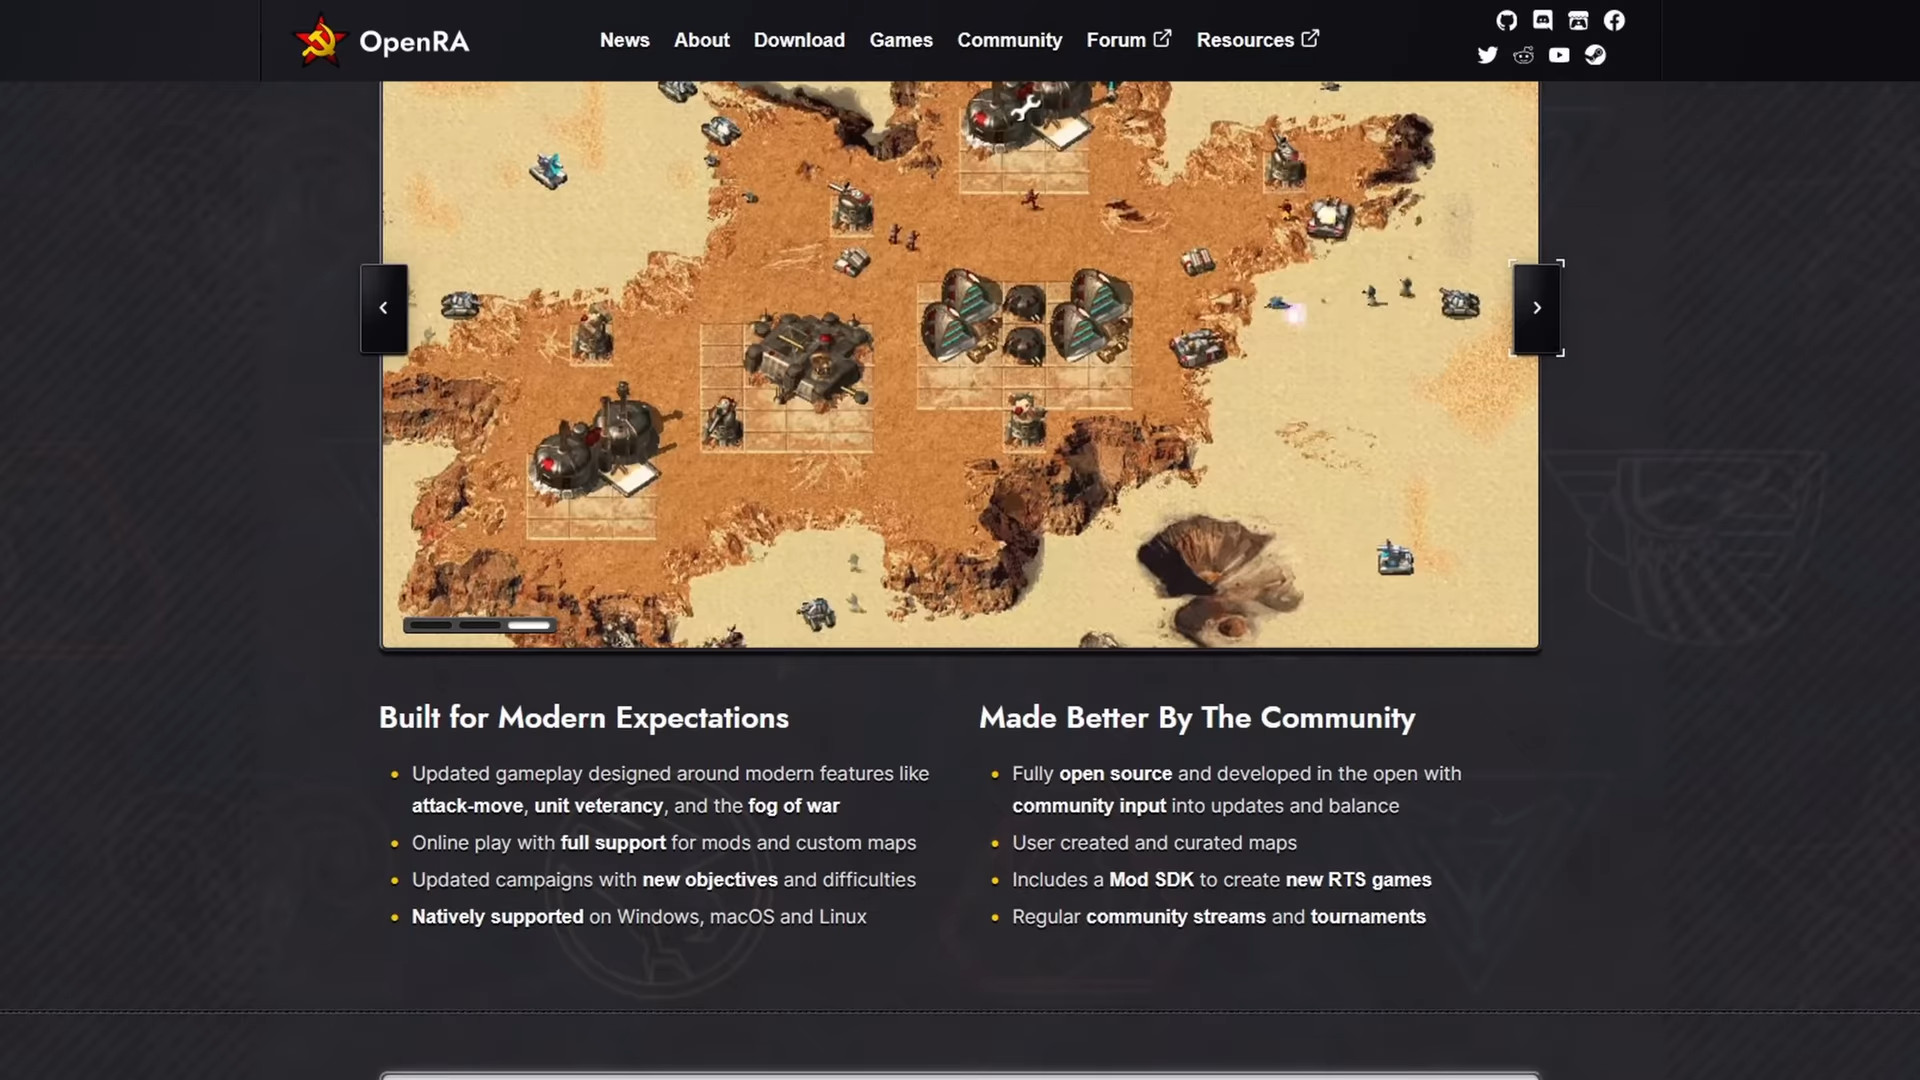 OpenRA
News About Download Games Community Forum Resources
Built for Modern Expectations
Updated gameplay designed around modern features like
attack-move, unit veterancy, and the fog of war
Online play with full support for mods and custom maps
Updated campaigns with new objectives and difficulties
Natively supported on Windows, macOS and Linux
Made Better By The Community
Fully open source and developed in the open with
community input into updates and balance
User created and curated maps
Includes a Mod SDK to create new RTS games
Regular community streams and tournaments